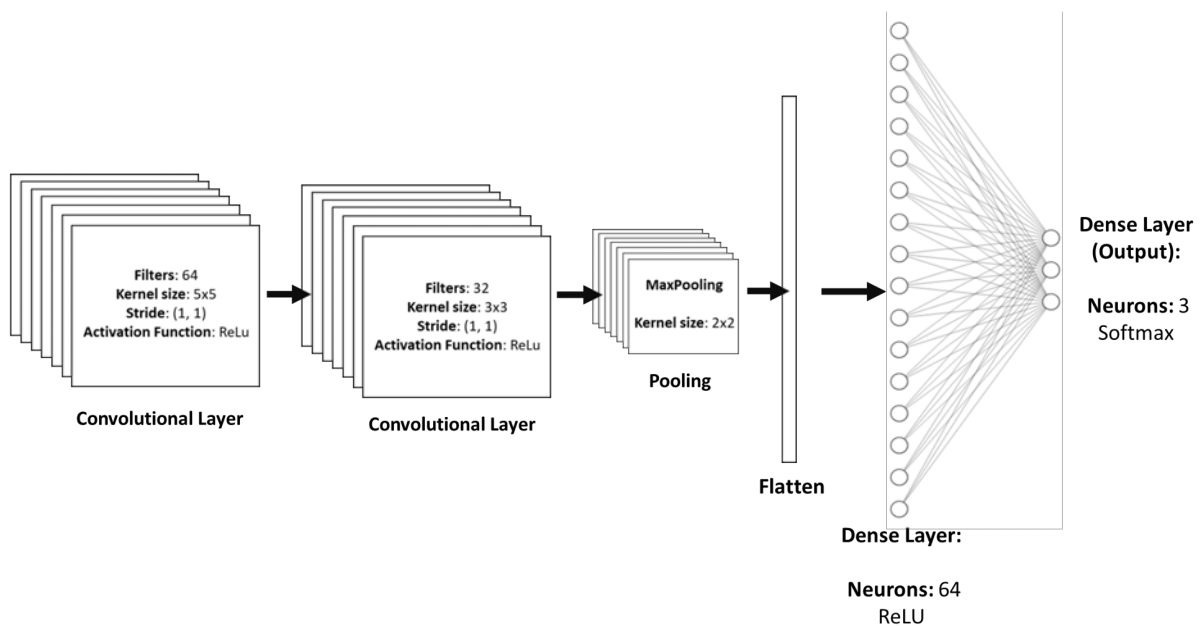 Filters: 64
Kernel size: 5x5
Stride: (1, 1)
Activation Function: ReLu
Convolutional Layer
Filters: 32
Kernel size: 3x3
Stride: (1, 1)
Activation Function: ReLu
Convolutional Layer
MaxPooling
Kernel size: 2x2
Pooling
Flatten
Dense Layer:
Neurons: 64
ReLU
Dense Layer
(Output):
Neurons: 3
Softmax